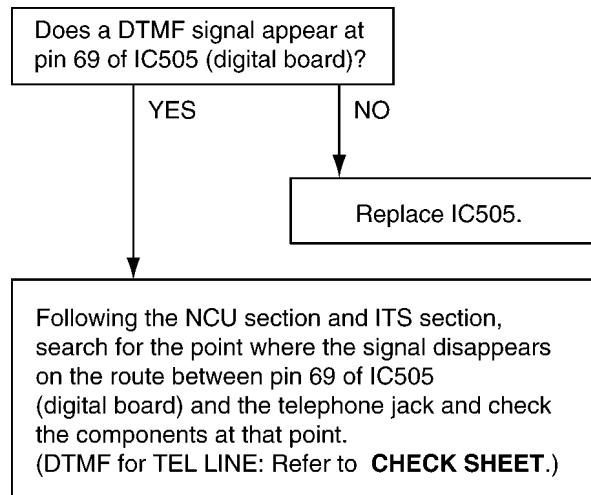 Does a DTMF signal appear at
pin 69 of IC505 (digital board)?
YES
NO
Replace IC505.
Following the NCU section and ITS section,
search for the point where the signal disappears
on the route between pin 69 of IC505
(digital board) and the telephone jack and check
the components at that point.
(DTMF for TEL LINE: Refer to CHECK SHEET.)